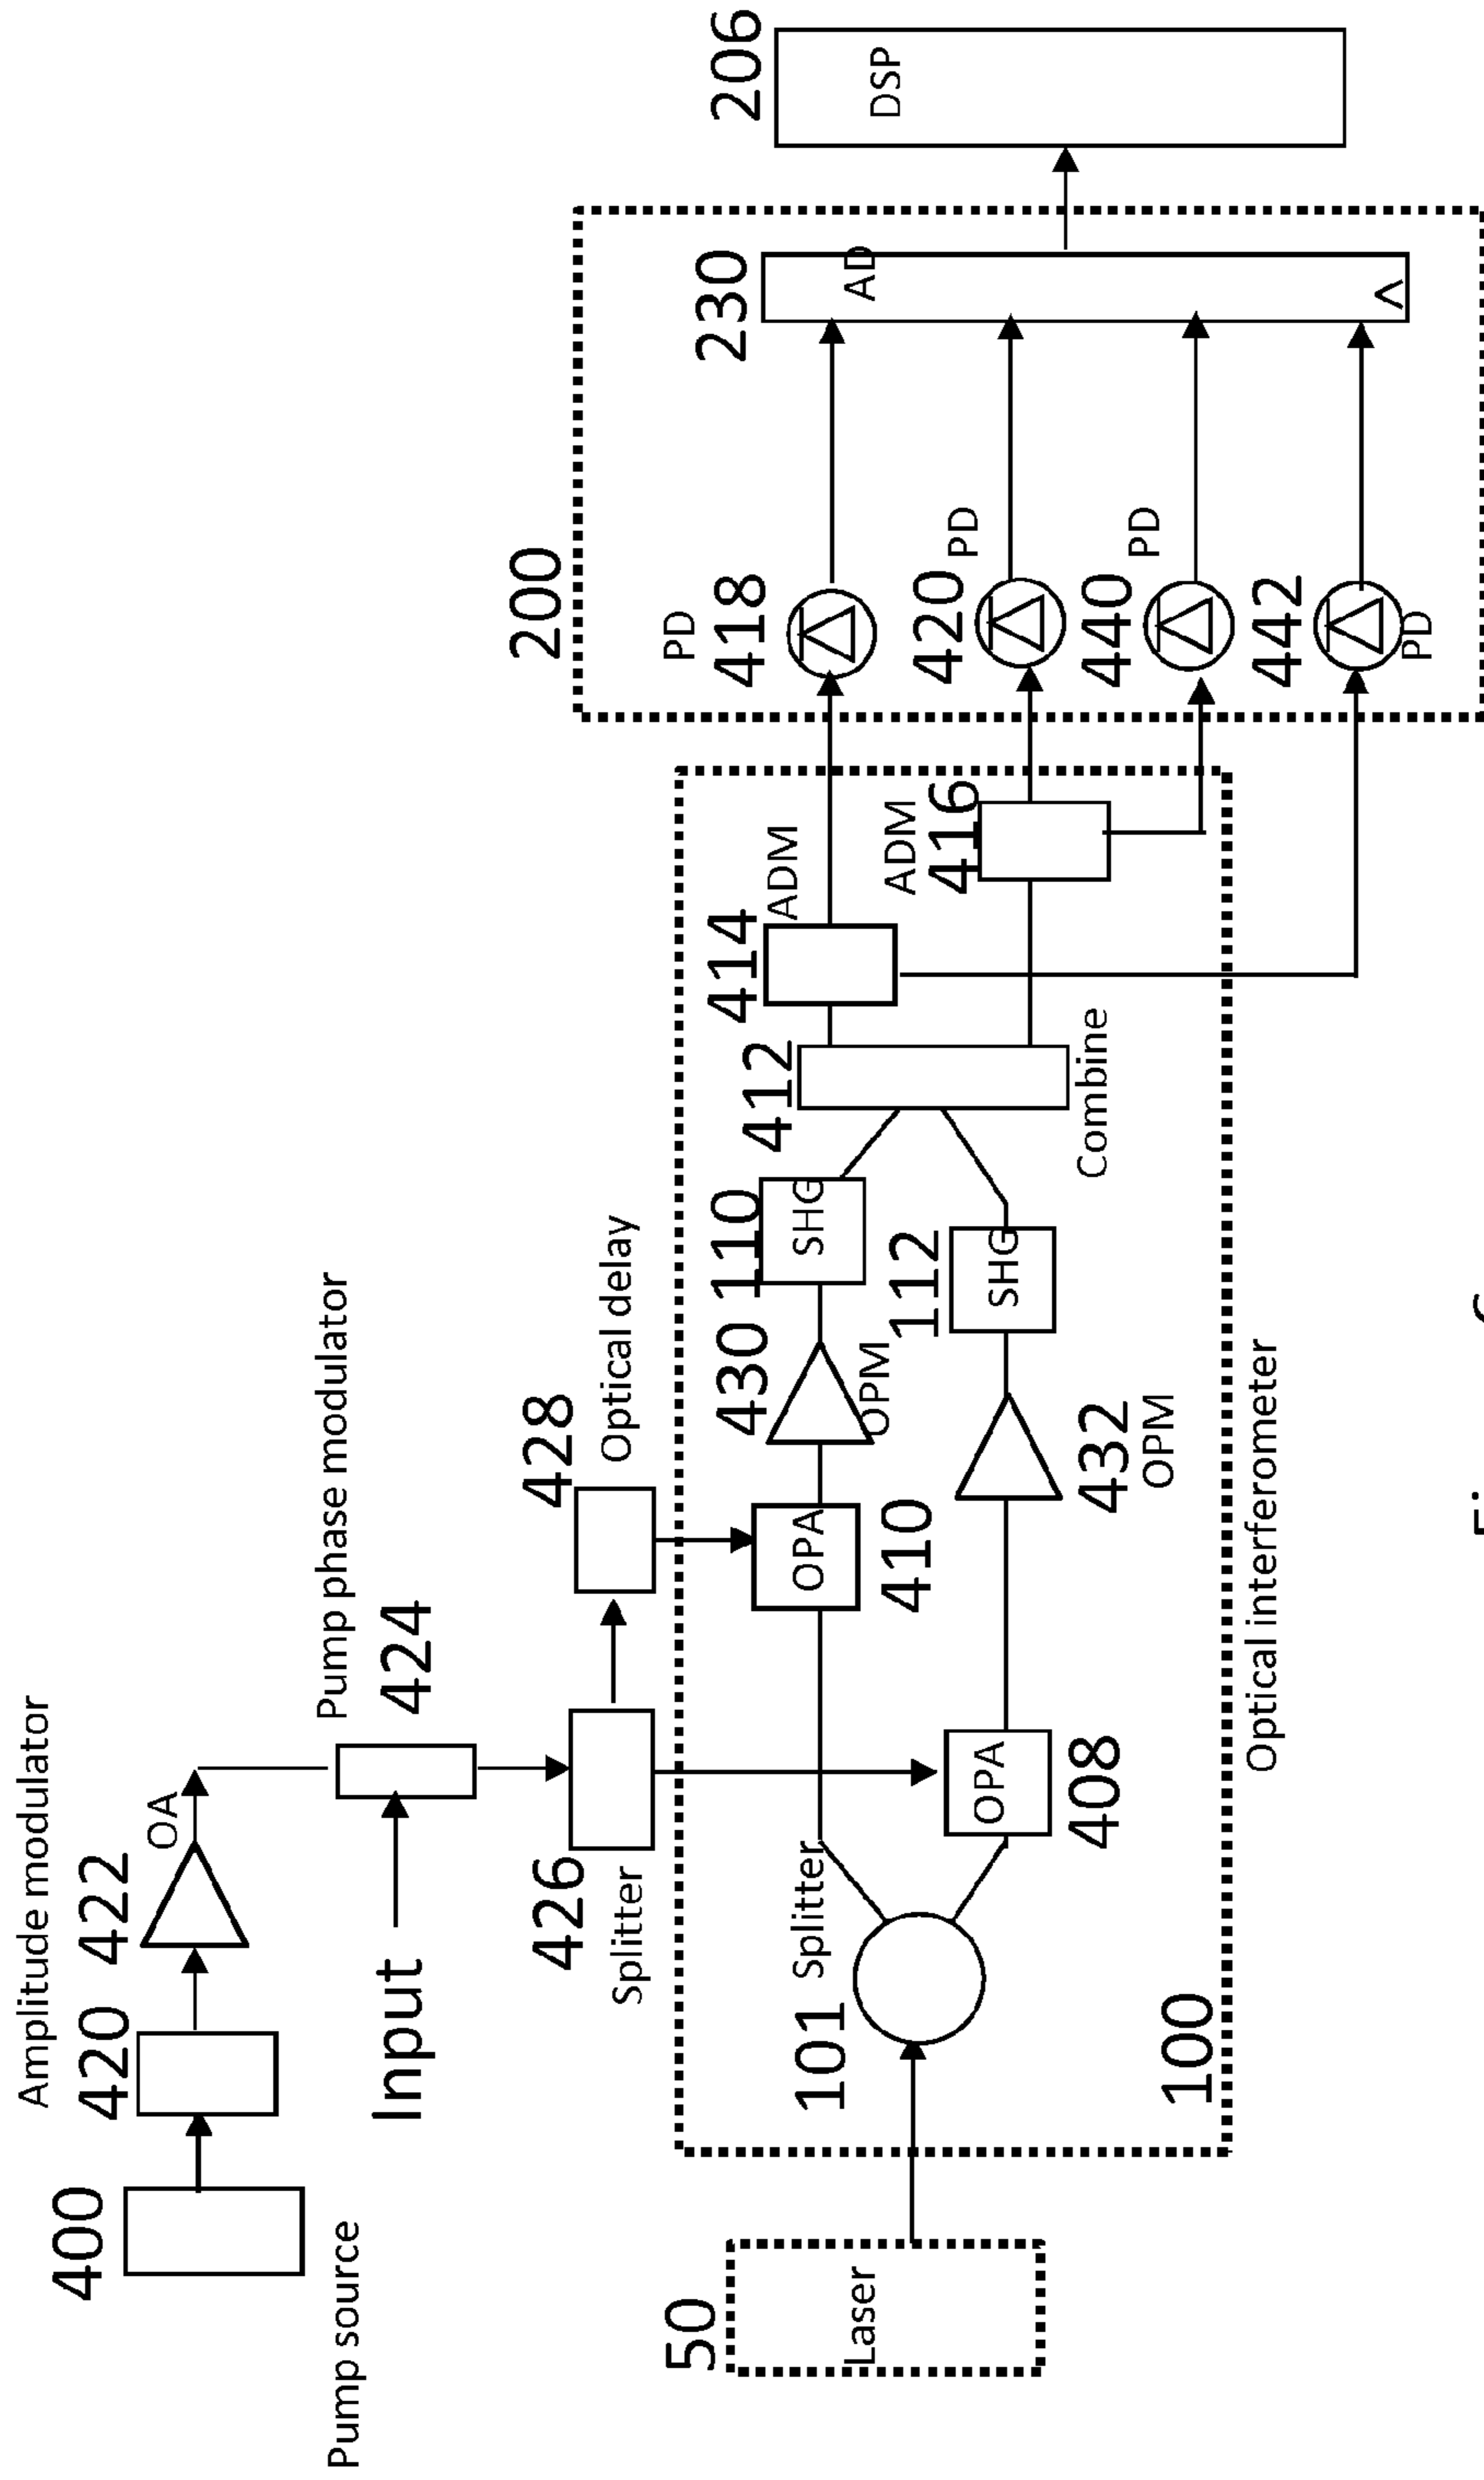 Amplitude modulator
400
420
422
OA
Pump source
Pump phase modulator
Input
424
426
Splitter
428
Optical delay
50
Laser
101
Splitter
100
OPA
408
OPA
410
430
OPM
432
OPM
110
SHG
112
SHG
412
Combine
414
ADM
ADM
416
Optical interferometer
200
PD
418
420
PD
440
PD
442
PD
230
AD
206
DSP